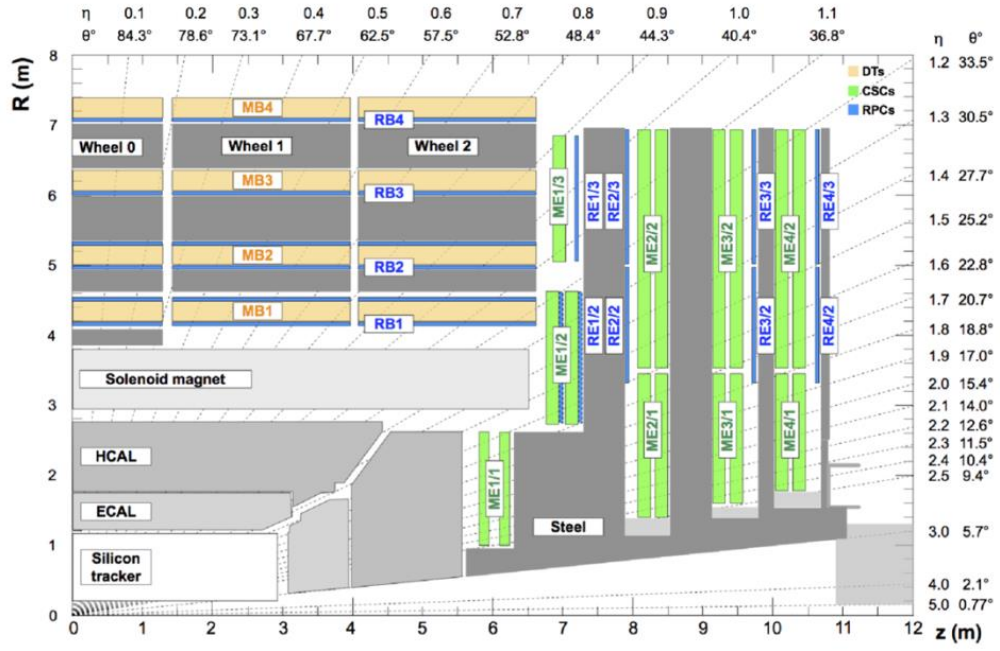 η 0.1 0.2 0.3 0.4 0.5 0.6 0.7 0.8 0.9 1.0 1.1
θ° 84.3° 78.6° 73.1° 67.7° 62.5° 57.5° 52.8° 48.4° 44.3° 40.4° 36.8° η θ°
R (m)
8
7
6
5
4
3
2
1
0
1.2 33.5°
1.3 30.5°
1.4 27.7°
1.5 25.2°
1.6 22.8°
1.7 20.7°
1.8 18.8°
1.9 17.0°
2.0 15.4°
2.1 14.0°
2.2 12.6°
2.3 11.5°
2.4 10.4°
2.5 9.4°
3.0 5.7°
4.0 2.1°
5.0 0.77°
DTs
CSCs
RPCs
MB4
RB4
Wheel 0 Wheel 1 Wheel 2
MB3
RB3
MB2
RB2
MB1
RB1
Solenoid magnet
HCAL
ECAL
Silicon
tracker
Steel
ME1/3
RE1/3
RE2/3
ME2/2
ME3/2
RE3/3
ME4/2
RE4/3
ME1/2
RE1/2
RE2/2
RE3/2
RE4/2
ME1/1
ME2/1
ME3/1
ME4/1
0 1 2 3 4 5 6 7 8 9 10 11 12
z (m)